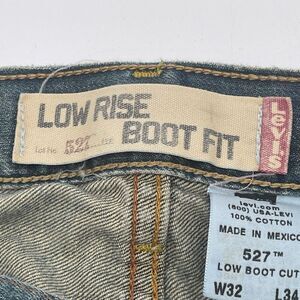 LOW RISE
BOOT FIT
Lot No. 527
LEVI'S
levi.com
(800) USA-LEVI
100% COTTON
MADE IN MEXICO
527™
LOW BOOT CUT
W32 L34